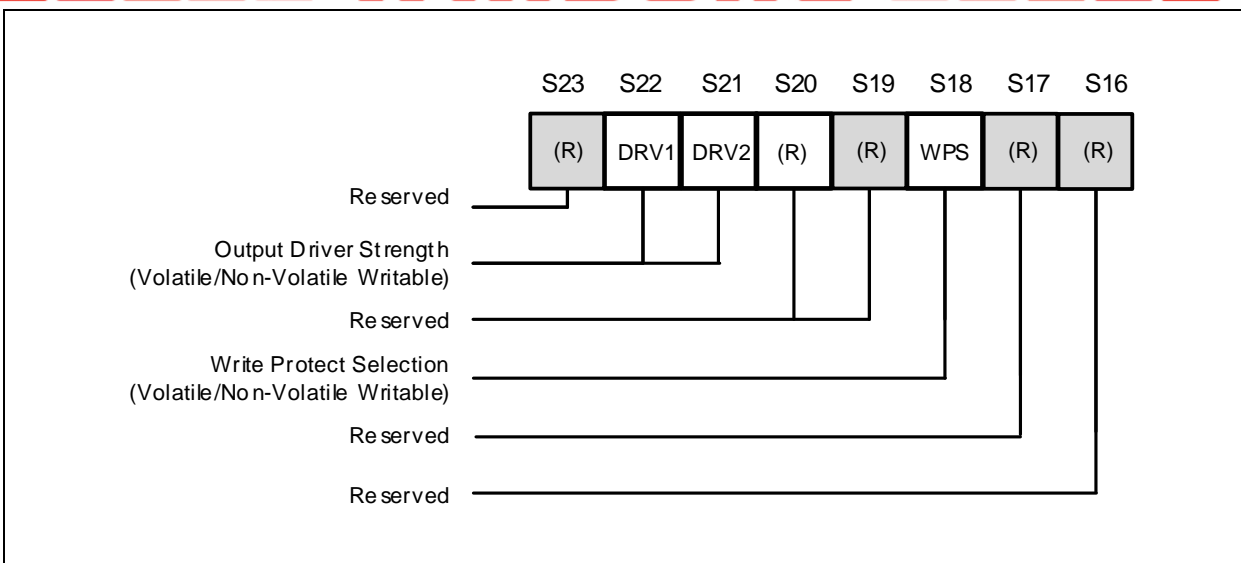 S23 S22 S21 S20 S19 S18 S17 S16
(R) DRV1 DRV2 (R) (R) WPS (R) (R)
Reserved
Output Driver Strength
(Volatile/Non-Volatile Writable)
Reserved
Write Protect Selection
(Volatile/Non-Volatile Writable)
Reserved
Reserved